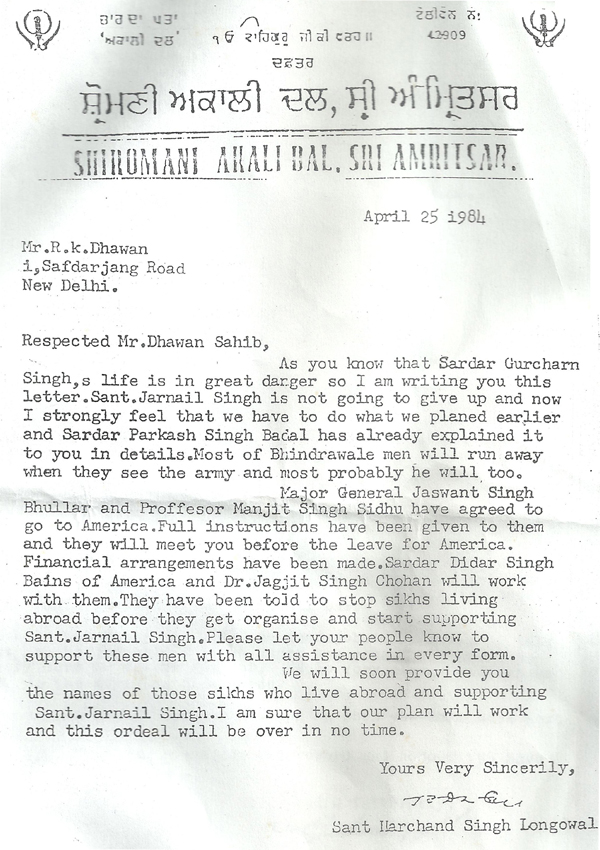 ਤਾਰ ਦਾ ਪਤਾ
'ਅਕਾਲੀ ਦਲ'
ੴ ਵਾਹਿਗੁਰੂ ਜੀ ਕੀ ਫਤਹ ॥
ਟੈਲੀਫੋਨ ਨੰ:
42909
ਦਫਤਰ
ਸ਼੍ਰੋਮਣੀ ਅਕਾਲੀ ਦਲ, ਸ੍ਰੀ ਅੰਮ੍ਰਿਤਸਰ
SHIROMANI AKALI DAL, SRI AMRITSAR.
April 25 i984
Mr.R.k.Dhawan
i,Safdarjang Road
New Delhi.
Respected Mr.Dhawan Sahib,
As you know that Sardar Gurcharn
Singh,s life is in great danger so I am writing you this
letter.Sant.Jarnail Singh is not going to give up and now
I strongly feel that we have to do what we planed earlier
and Sardar Parkash Singh Badal has already explained it
to you in details.Most of Bhindrawale men will run away
when they see the army and most probably he will too.
Major General Jaswant Singh
Bhullar and Proffesor Manjit Singh Sidhu have agreed to
go to America.Full instructions have been given to them
and they will meet you before the leave for America.
Financial arrangements have been made.Sardar Didar Singh
Bains of America and Dr.Jagjit Singh Chohan will work
with them.They have been told to stop sikhs living
abroad before they get organise and start supporting
Sant.Jarnail Singh.Please let your people know to
support these men with all assistance in every form.
We will soon provide you
the names of those sikhs who live abroad and supporting
Sant.Jarnail Singh.I am sure that our plan will work
and this ordeal will be over in no time.
Yours Very Sincerily,
Sant Harchand Singh Longowal